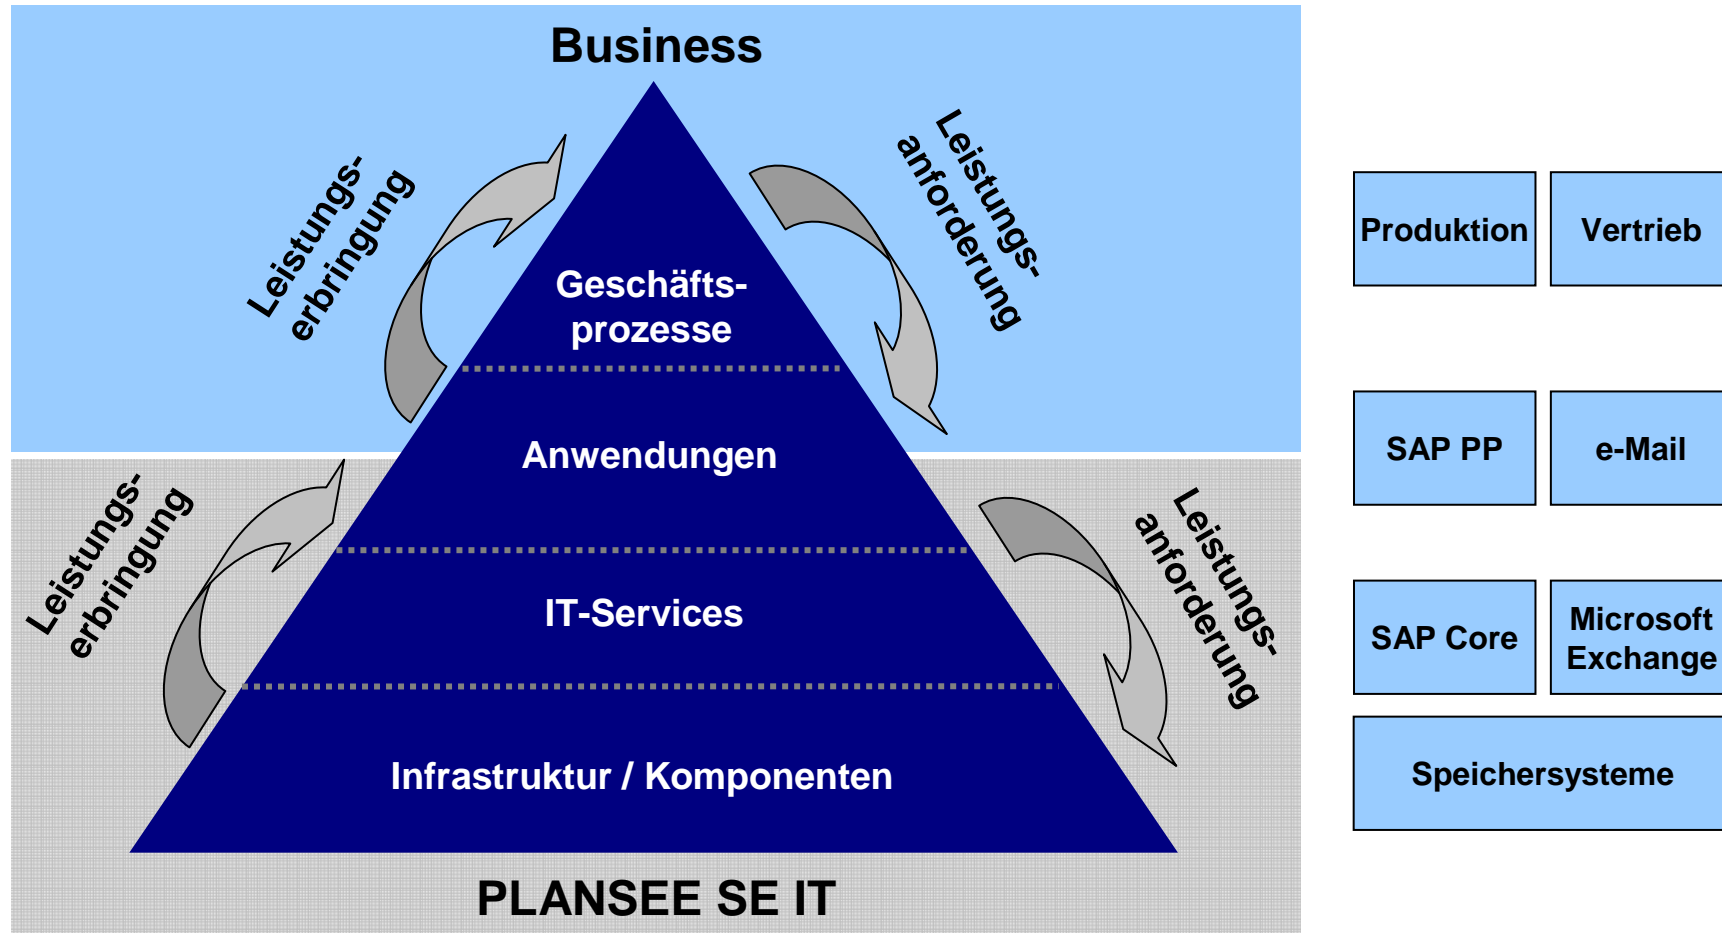 Business
Leistungs-
erbringung
Leistungs-
anforderung
Geschäfts-
prozesse
Anwendungen
Leistungs-
erbringung
Leistungs-
anforderung
IT-Services
Infrastruktur / Komponenten
PLANSEE SE IT
Produktion
Vertrieb
SAP PP
e-Mail
SAP Core
Microsoft
Exchange
Speichersysteme